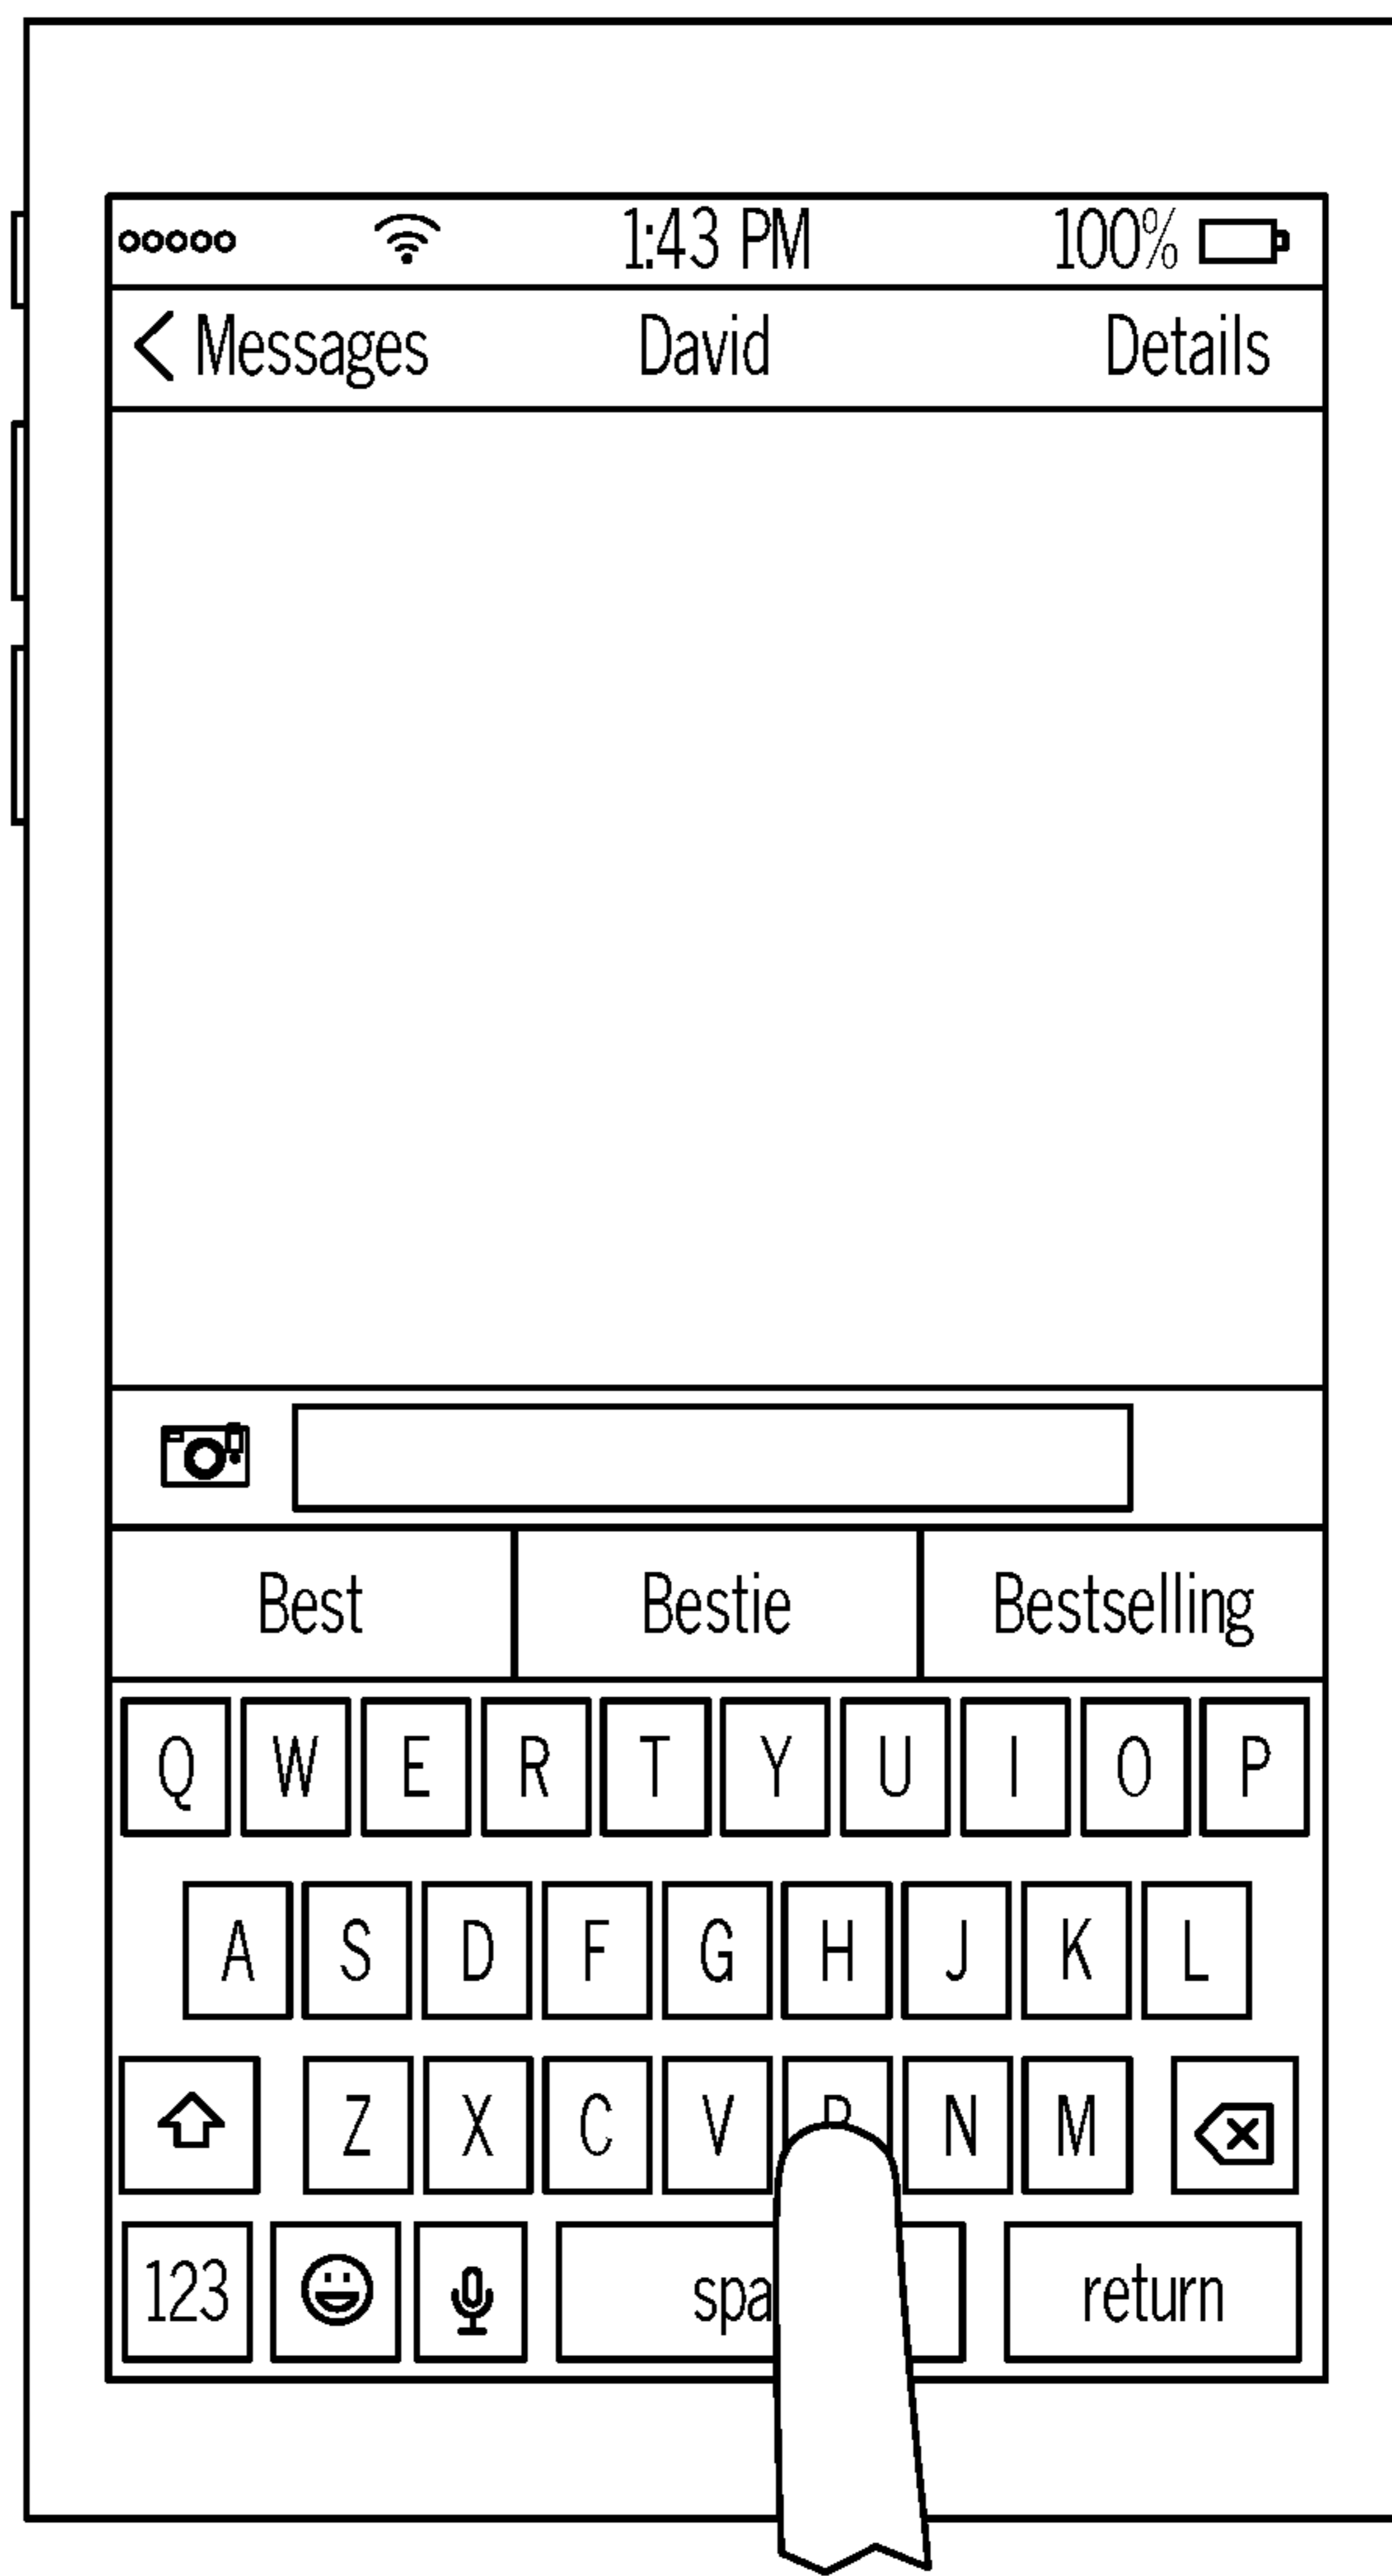 1:43 PM 100%
Messages David Details
Best Bestie Bestselling
Q W E R T Y U I O P
A S D F G H J K L
Z X C V N M
123 return